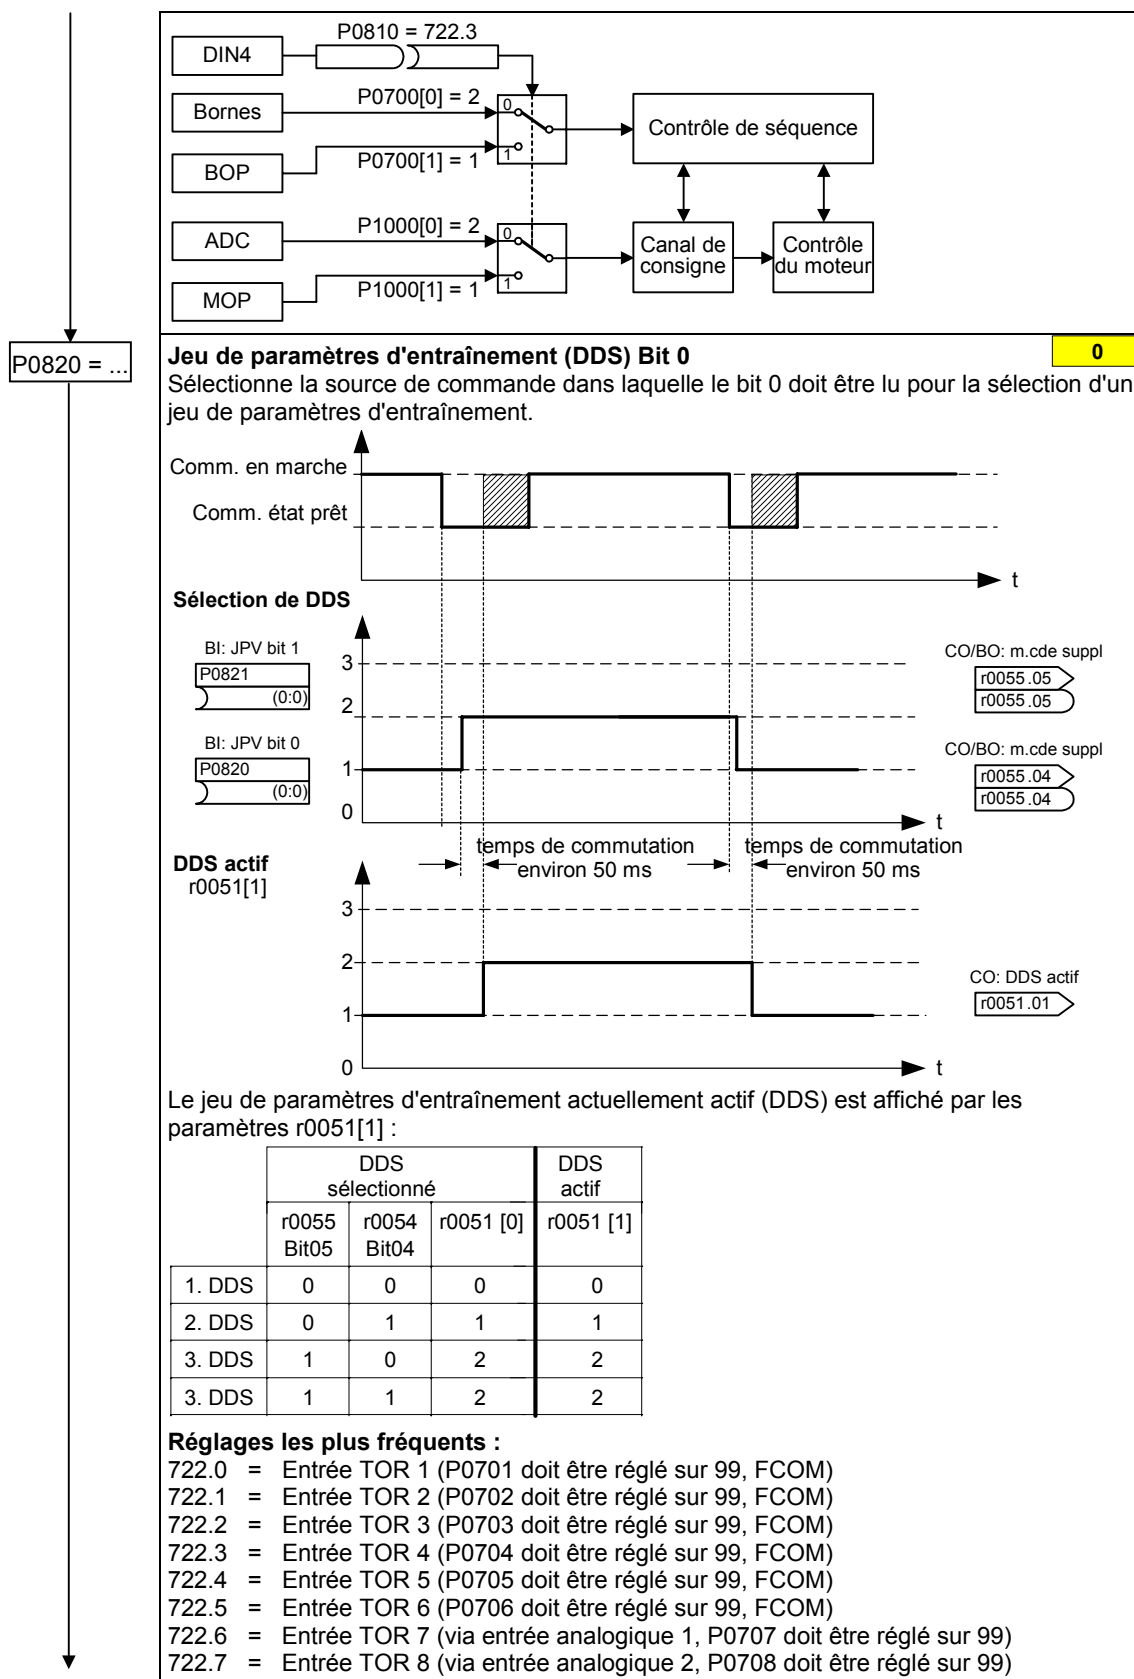 P0810 = 722.3
DIN4
Bornes
P0700[0] = 2
0
Contrôle de séquence
BOP
P0700[1] = 1
1
ADC
P1000[0] = 2
0
Canal de
consigne
Contrôle
du moteur
MOP
P1000[1] = 1
1
P0820 = ...
Jeu de paramètres d'entraînement (DDS) Bit 0
0
Sélectionne la source de commande dans laquelle le bit 0 doit être lu pour la sélection d'un
jeu de paramètres d'entraînement.
Comm. en marche
Comm. état prêt
t
Sélection de DDS
BI: JPV bit 1
P0821
(0:0)
BI: JPV bit 0
P0820
(0:0)
3
2
1
0
t
CO/BO: m.cde suppl
r0055.05
r0055.05
CO/BO: m.cde suppl
r0055.04
r0055.04
temps de commutation
environ 50 ms
temps de commutation
environ 50 ms
DDS actif
r0051[1]
3
2
1
0
t
CO: DDS actif
r0051.01
Le jeu de paramètres d'entraînement actuellement actif (DDS) est affiché par les
paramètres r0051[1] :
DDS
sélectionné
DDS
actif
r0055
Bit05
r0054
Bit04
r0051 [0]
r0051 [1]
1. DDS 0 0 0 0
2. DDS 0 1 1 1
3. DDS 1 0 2 2
3. DDS 1 1 2 2
Réglages les plus fréquents :
722.0 = Entrée TOR 1 (P0701 doit être réglé sur 99, FCOM)
722.1 = Entrée TOR 2 (P0702 doit être réglé sur 99, FCOM)
722.2 = Entrée TOR 3 (P0703 doit être réglé sur 99, FCOM)
722.3 = Entrée TOR 4 (P0704 doit être réglé sur 99, FCOM)
722.4 = Entrée TOR 5 (P0705 doit être réglé sur 99, FCOM)
722.5 = Entrée TOR 6 (P0706 doit être réglé sur 99, FCOM)
722.6 = Entrée TOR 7 (via entrée analogique 1, P0707 doit être réglé sur 99)
722.7 = Entrée TOR 8 (via entrée analogique 2, P0708 doit être réglé sur 99)